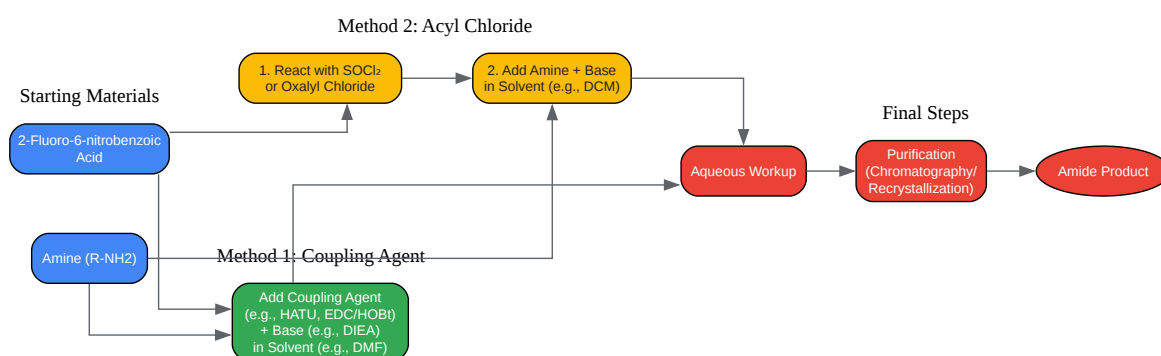 Method 2: Acyl Chloride
1. React with SOCl₂
or Oxalyl Chloride
2. Add Amine + Base
in Solvent (e.g., DCM)
Starting Materials
2-Fluoro-6-nitrobenzoic
Acid
Final Steps
Aqueous Workup
Purification
(Chromatography/
Recrystallization)
Amide Product
Amine (R-NH2)
Method 1: Coupling Agent
Add Coupling Agent
(e.g., HATU, EDC/HOBt)
+ Base (e.g., DIEA)
in Solvent (e.g., DMF)